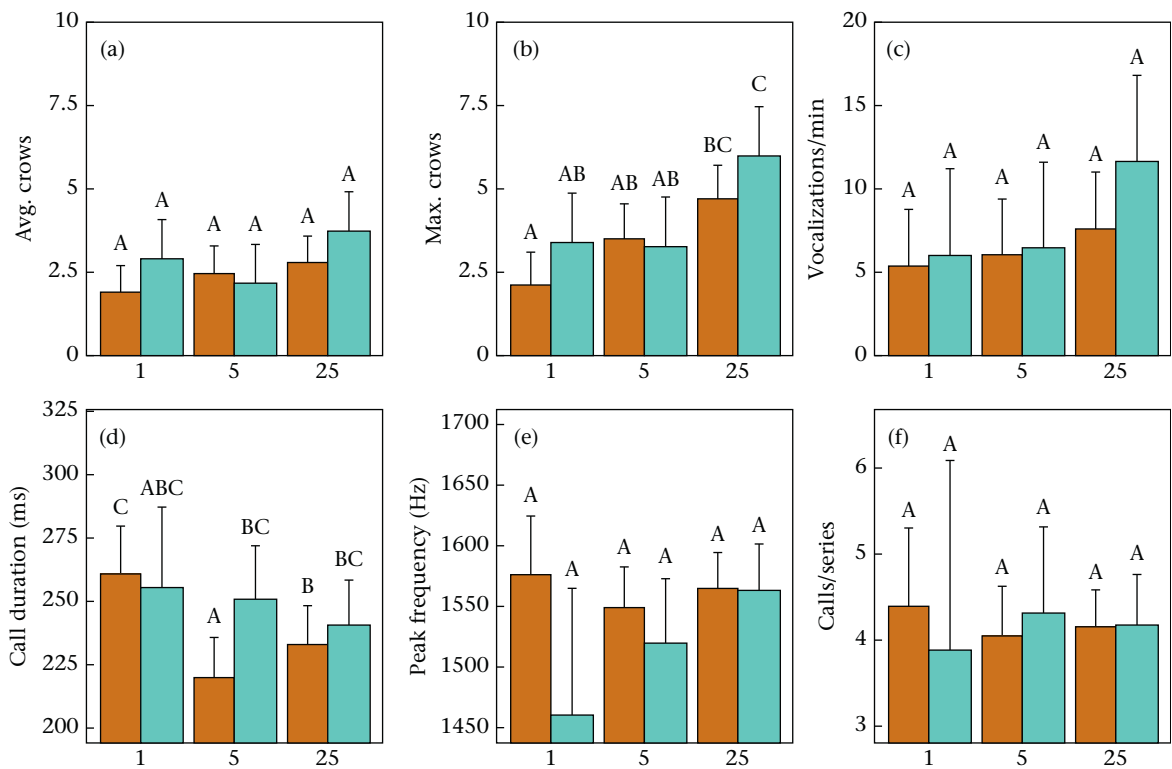 (a)
Avg. crows
10
7.5
5
2.5
0
A
A
A
A
A
A
1
5
25
(b)
Max. crows
10
7.5
5
2.5
0
A
AB
AB
AB
BC
C
1
5
25
(c)
Vocalizations/min
20
15
10
5
0
A
A
A
A
A
A
1
5
25
(d)
Call duration (ms)
325
300
275
250
225
200
C
ABC
A
BC
B
BC
1
5
25
(e)
Peak frequency (Hz)
1700
1650
1600
1550
1500
1450
A
A
A
A
A
A
1
5
25
(f)
Calls/series
6
5
4
3
A
A
A
A
A
A
1
5
25